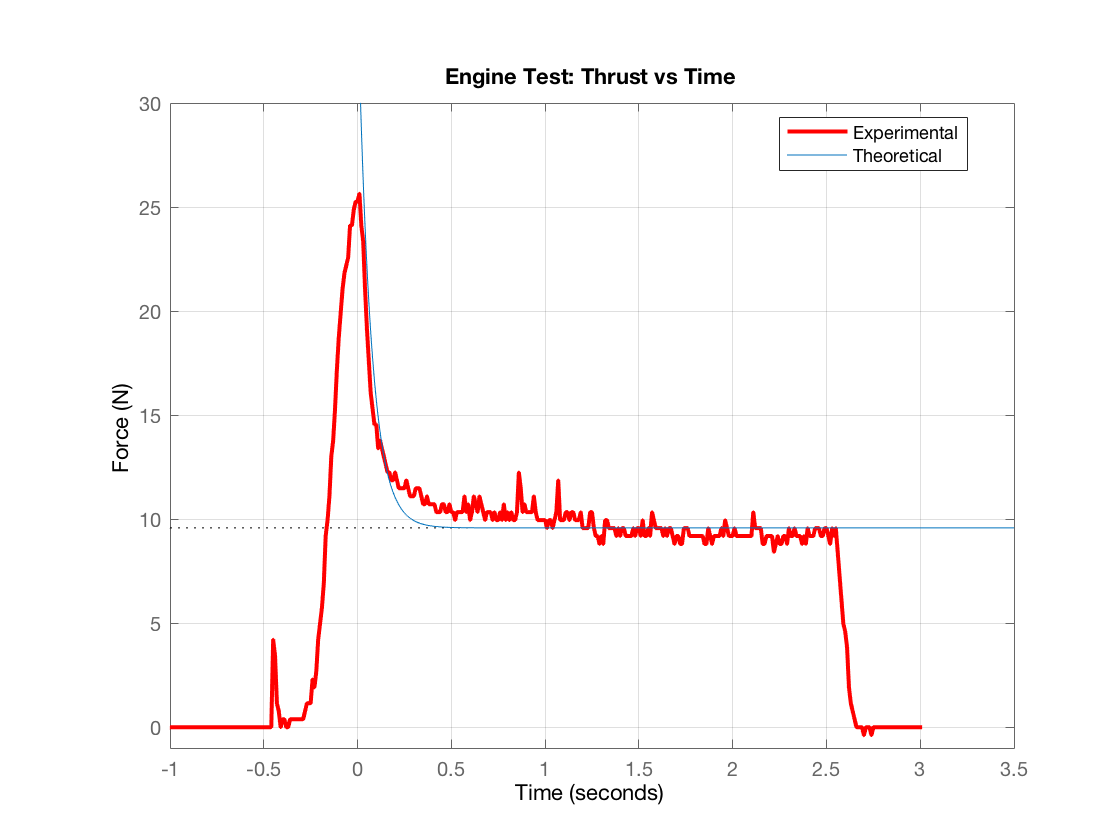 Engine Test: Thrust vs Time
Experimental
Theoretical
30
25
20
15
10
5
0
Force (N)
-1 -0.5 0 0.5 1 1.5 2 2.5 3 3.5
Time (seconds)